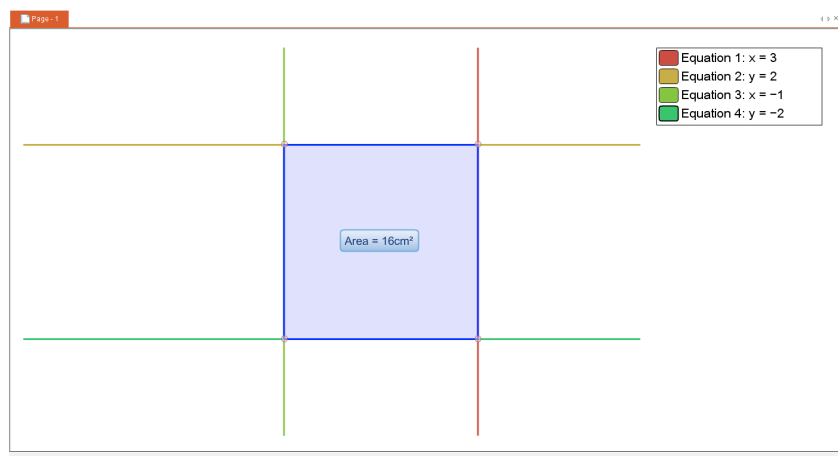 Page - 1
Equation 1: x = 3
Equation 2: y = 2
Equation 3: x = −1
Equation 4: y = −2
Area = 16cm²